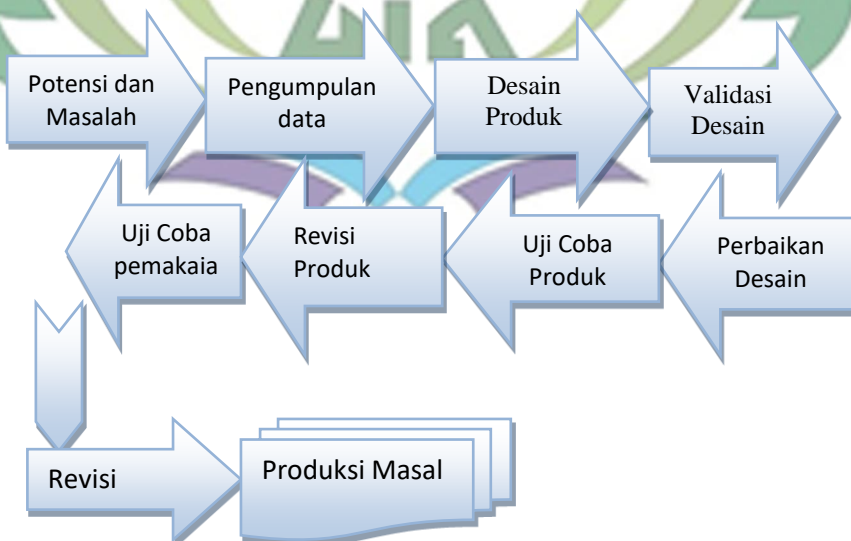 Potensi dan
Masalah
Pengumpulan
data
Desain
Produk
Validasi
Desain
Perbaikan
Desain
Uji Coba
Produk
Revisi
Produk
Uji Coba
pemakaia
Revisi
Produksi Masal